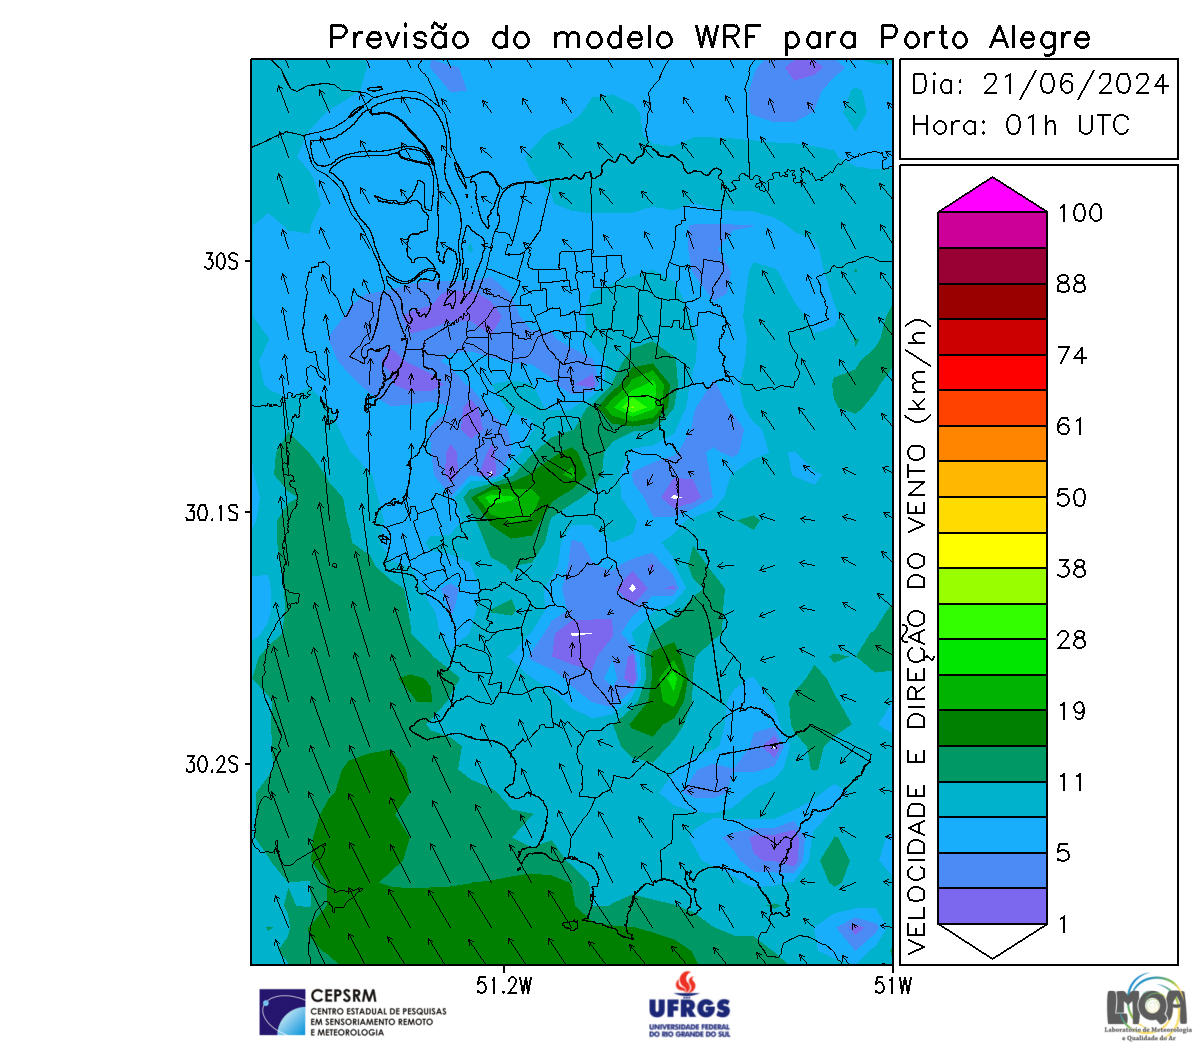 Previsão do modelo WRF para Porto Alegre
Dia: 21/06/2024
Hora: 01h UTC
30S
30.1S
30.2S
51.2W
51W
VELOCIDADE E DIREÇÃO DO VENTO (km/h)
100
88
74
61
50
38
28
19
11
5
1
CEPSRM
CENTRO ESTADUAL DE PESQUISAS
EM SENSORIAMENTO REMOTO
E METEOROLOGIA
UFRGS
UNIVERSIDADE FEDERAL
DO RIO GRANDE DO SUL
LMQA
Laboratório de Meteorologia
e Qualidade do Ar